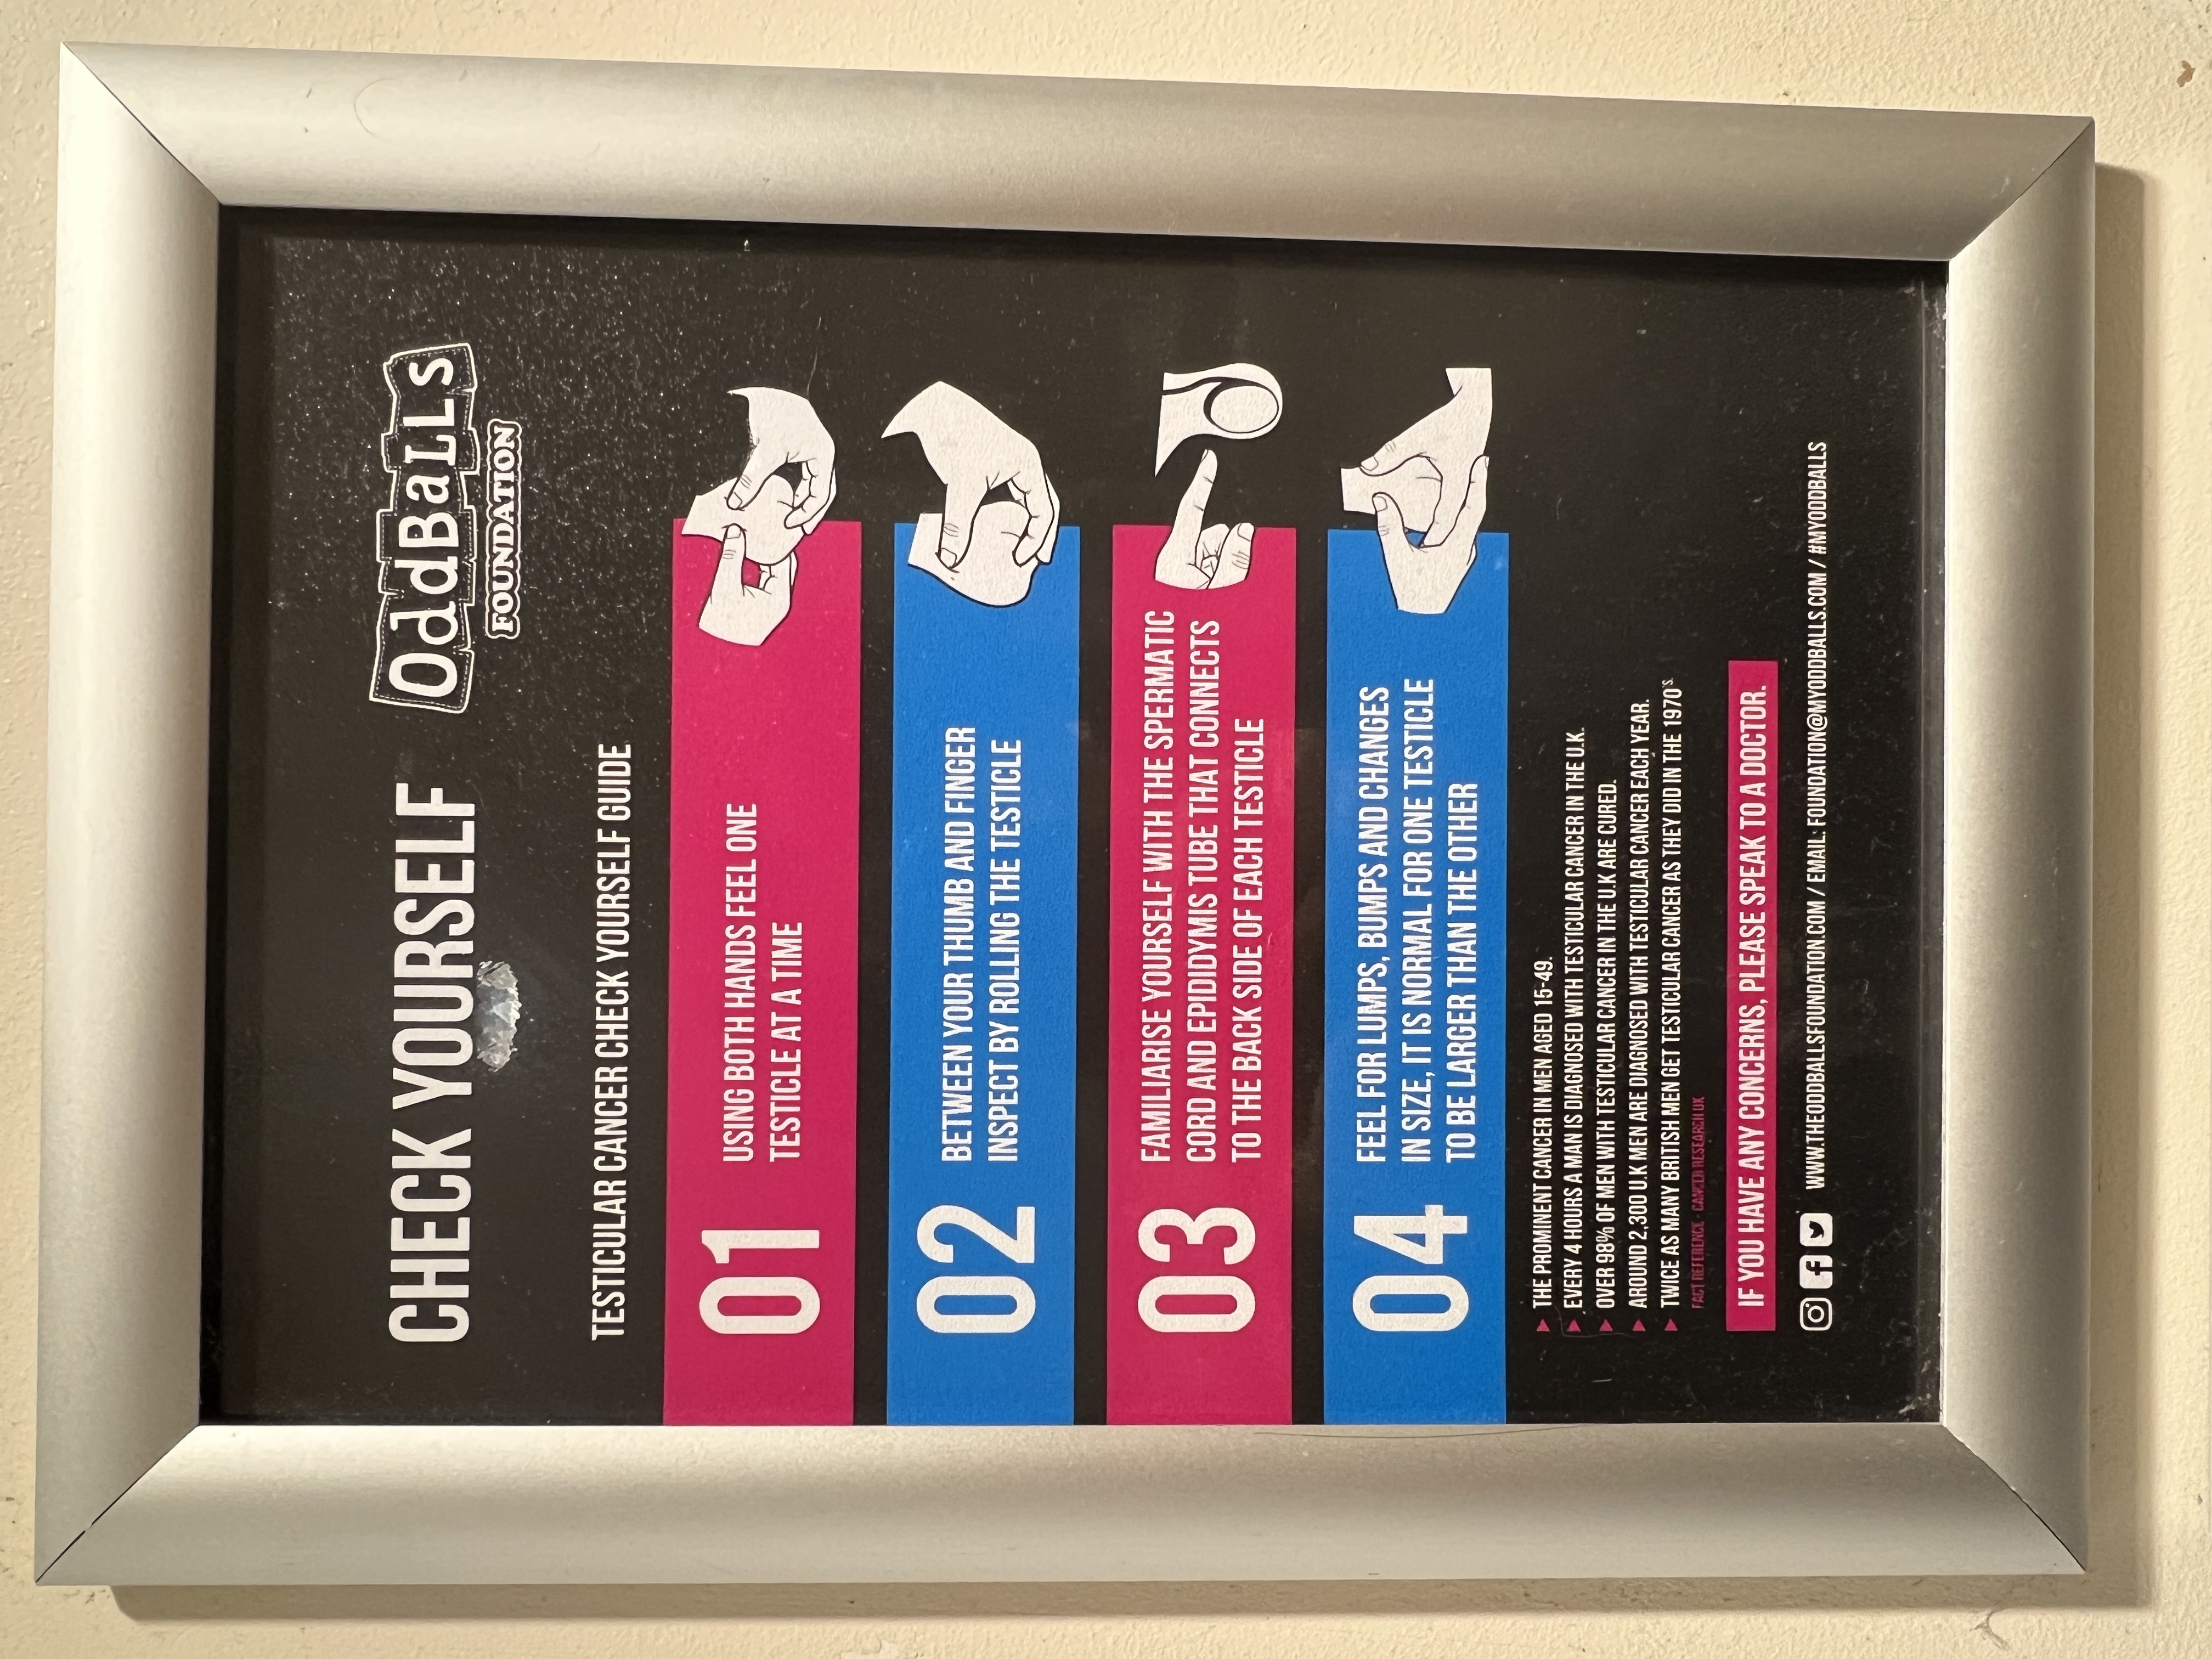 CHECK YOURSELF
OddBaLLs
FOUNDATION
TESTICULAR CANCER CHECK YOURSELF GUIDE
01
USING BOTH HANDS FEEL ONE
TESTICLE AT A TIME
02
BETWEEN YOUR THUMB AND FINGER
INSPECT BY ROLLING THE TESTICLE
03
FAMILIARISE YOURSELF WITH THE SPERMATIC
CORD AND EPIDIDYMIS TUBE THAT CONNECTS
TO THE BACK SIDE OF EACH TESTICLE
04
FEEL FOR LUMPS, BUMPS AND CHANGES
IN SIZE, IT IS NORMAL FOR ONE TESTICLE
TO BE LARGER THAN THE OTHER
THE PROMINENT CANCER IN MEN AGED 15-49.
EVERY 4 HOURS A MAN IS DIAGNOSED WITH TESTICULAR CANCER IN THE U.K.
OVER 98% OF MEN WITH TESTICULAR CANCER IN THE U.K ARE CURED.
AROUND 2,300 U.K MEN ARE DIAGNOSED WITH TESTICULAR CANCER EACH YEAR.
TWICE AS MANY BRITISH MEN GET TESTICULAR CANCER AS THEY DID IN THE 1970'S.
FACT REFERENCE - CANCER RESEARCH UK
IF YOU HAVE ANY CONCERNS, PLEASE SPEAK TO A DOCTOR.
WWW.THEODDBALLSFOUNDATION.COM / EMAIL: FOUNDATION@MYODDBALLS.COM / #MYODDBALLS